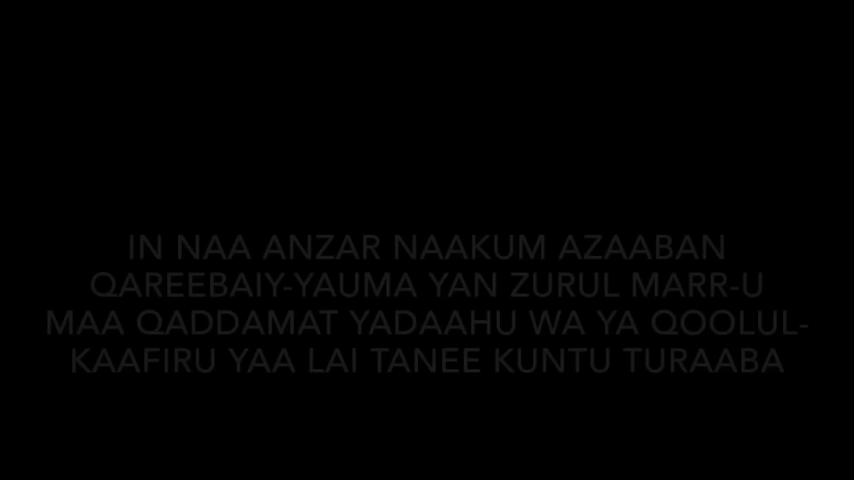 IN NAA ANZAR NAAKUM AZAABAN
QAREEBAIY-YAUMA YAN ZURUL MARR-U
MAA QADDAMAT YADAAHU WA YA QOOLUL-
KAAFIRU YAA LAI TANEE KUNTU TURAABA